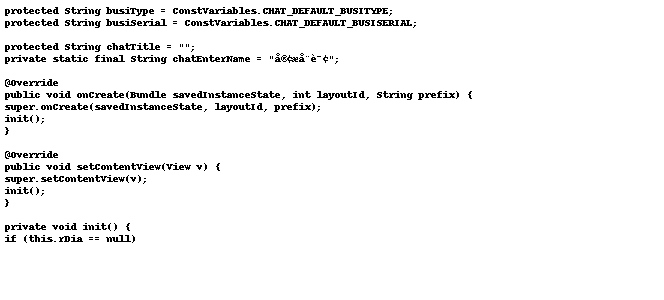 protected String busiType = ConstVariables.CHAT_DEFAULT_BUSITYPE;
protected String busiSerial = ConstVariables.CHAT_DEFAULT_BUSISERIAL;
protected String chatTitle = "";
private static final String chatEnterName = "å®¢æå¨è¯¢";
@Override
public void onCreate(Bundle savedInstanceState, int layoutId, String prefix) {
super.onCreate(savedInstanceState, layoutId, prefix);
init();
}
@Override
public void setContentView(View v) {
super.setContentView(v);
init();
}
private void init() {
if (this.rDia == null)